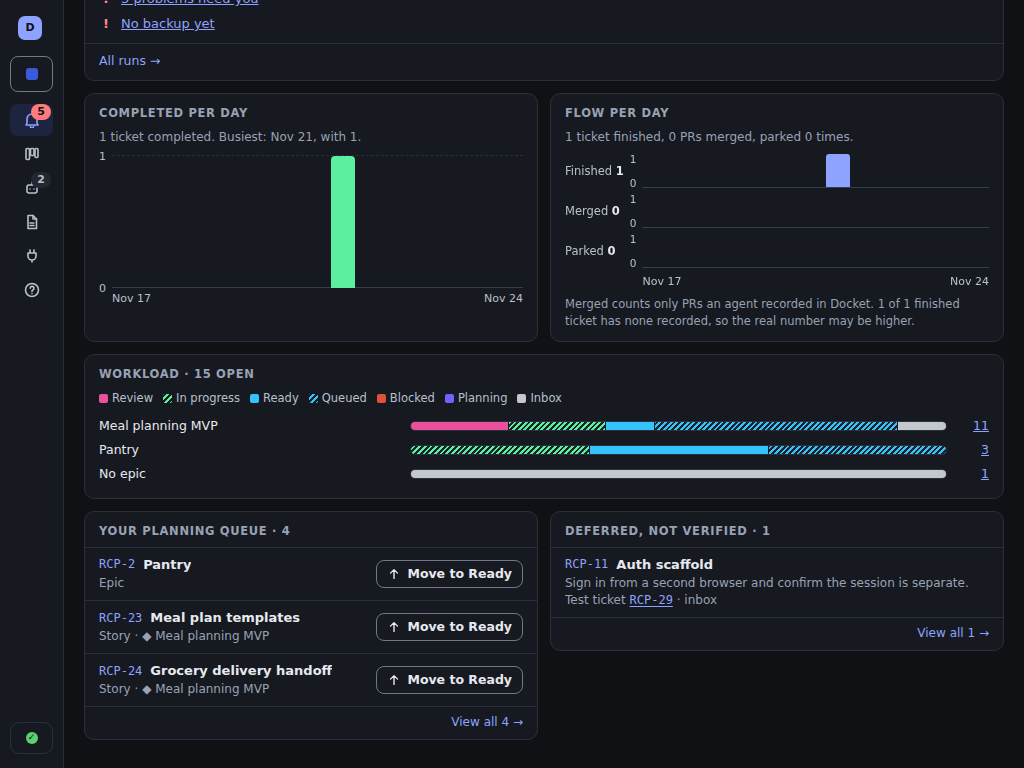 D
5
2
! 5 problems need you
! No backup yet
All runs →
COMPLETED PER DAY
1 ticket completed. Busiest: Nov 21, with 1.
1
0
Nov 17 Nov 24
FLOW PER DAY
1 ticket finished, 0 PRs merged, parked 0 times.
Finished 1 1
0
Merged 0 1
0
Parked 0 1
0
Nov 17 Nov 24
Merged counts only PRs an agent recorded in Docket. 1 of 1 finished
ticket has none recorded, so the real number may be higher.
WORKLOAD · 15 OPEN
Review In progress Ready Queued Blocked Planning Inbox
Meal planning MVP 11
Pantry 3
No epic 1
YOUR PLANNING QUEUE · 4
RCP-2 Pantry
Epic
↑ Move to Ready
RCP-23 Meal plan templates
Story · ◆ Meal planning MVP
↑ Move to Ready
RCP-24 Grocery delivery handoff
Story · ◆ Meal planning MVP
↑ Move to Ready
View all 4 →
DEFERRED, NOT VERIFIED · 1
RCP-11 Auth scaffold
Sign in from a second browser and confirm the session is separate.
Test ticket RCP-29 · inbox
View all 1 →